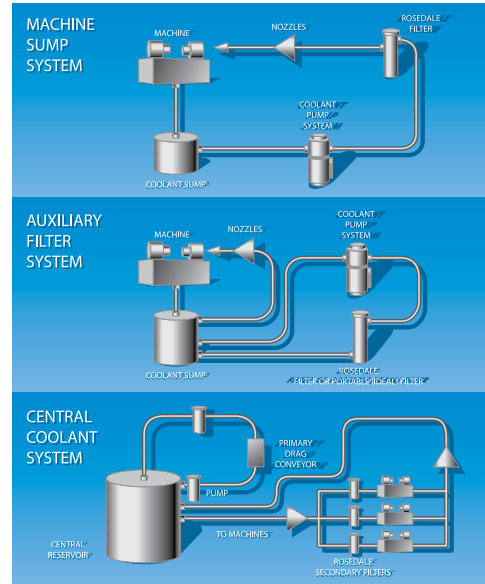 MACHINE
SUMP
SYSTEM
MACHINE
NOZZLES
ROSEDALE
FILTER
COOLANT
PUMP
SYSTEM
COOLANT SUMP
AUXILIARY
FILTER
SYSTEM
MACHINE
NOZZLES
COOLANT
PUMP
SYSTEM
COOLANT SUMP
ROSEDALE
FILTER OR PORTABLE (IDEAL) FILTER
CENTRAL
COOLANT
SYSTEM
PRIMARY
DRAG
CONVEYOR
PUMP
TO MACHINES
CENTRAL
RESERVOIR
ROSEDALE
SECONDARY FILTERS